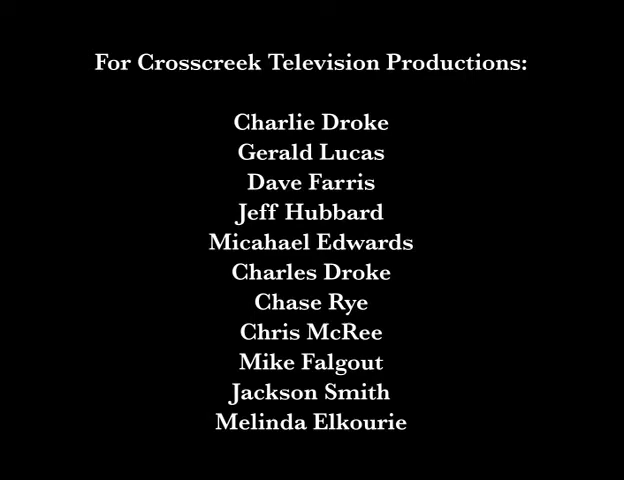 For Crosscreek Television Productions:
Charlie Droke
Gerald Lucas
Dave Farris
Jeff Hubbard
Micahael Edwards
Charles Droke
Chase Rye
Chris McRee
Mike Falgout
Jackson Smith
Melinda Elkourie